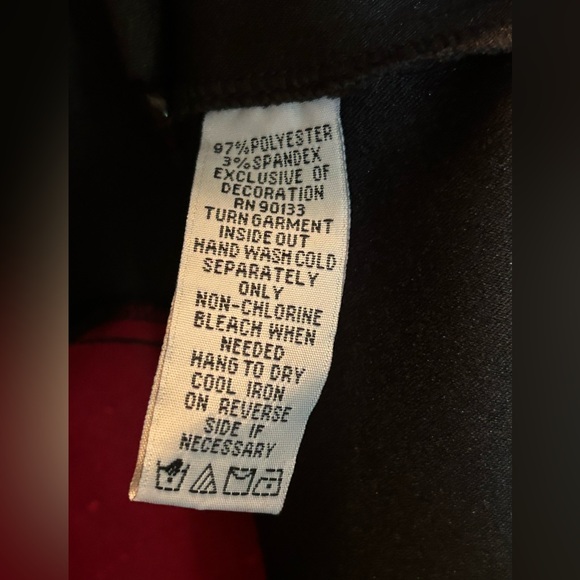 97%POLYESTER
3%SPANDEX
EXCLUSIVE OF
DECORATION
RN 90133
TURN GARMENT
INSIDE OUT
HAND WASH COLD
SEPARATELY
ONLY
NON-CHLORINE
BLEACH WHEN
NEEDED
HANG TO DRY
COOL IRON
ON REVERSE
SIDE IF
NECESSARY